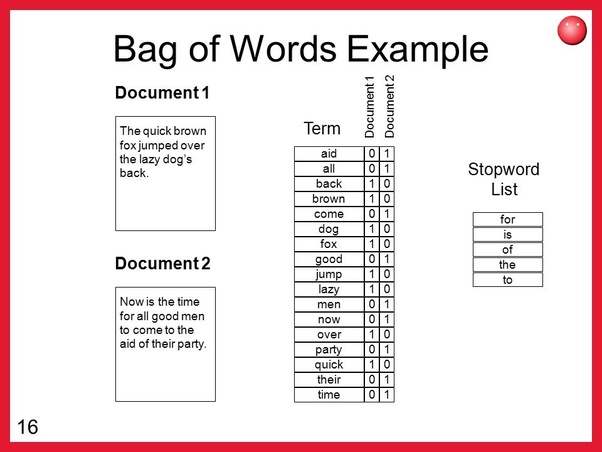 Bag of Words Example
Document 1
The quick brown
fox jumped over
the lazy dog's
back.
Document 2
Now is the time
for all good men
to come to the
aid of their party.
Term Document 1 Document 2
aid 0 1
all 0 1
back 1 0
brown 1 0
come 0 1
dog 1 0
fox 1 0
good 0 1
jump 1 0
lazy 1 0
men 0 1
now 0 1
over 1 0
party 0 1
quick 1 0
their 0 1
time 0 1
Stopword
List
for
is
of
the
to
16